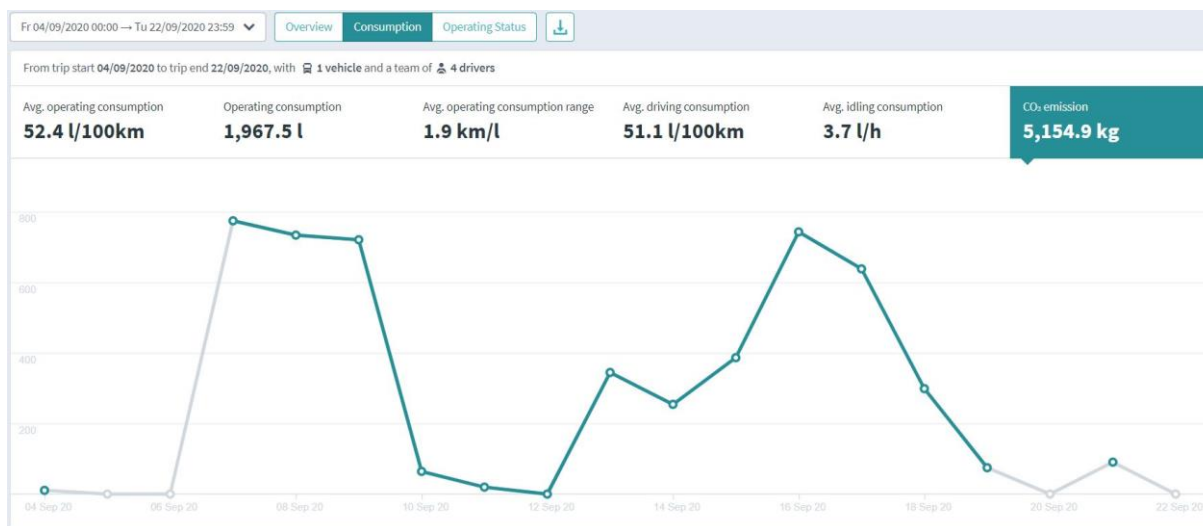 Fr 04/09/2020 00:00 → Tu 22/09/2020 23:59 Overview Consumption Operating Status
From trip start 04/09/2020 to trip end 22/09/2020, with 1 vehicle and a team of 4 drivers
Avg. operating consumption Operating consumption Avg. operating consumption range Avg. driving consumption Avg. idling consumption CO₂ emission
52.4 l/100km 1,967.5 l 1.9 km/l 51.1 l/100km 3.7 l/h 5,154.9 kg
800
600
400
200
04 Sep 20 06 Sep 20 08 Sep 20 10 Sep 20 12 Sep 20 14 Sep 20 16 Sep 20 18 Sep 20 20 Sep 20 22 Sep 20